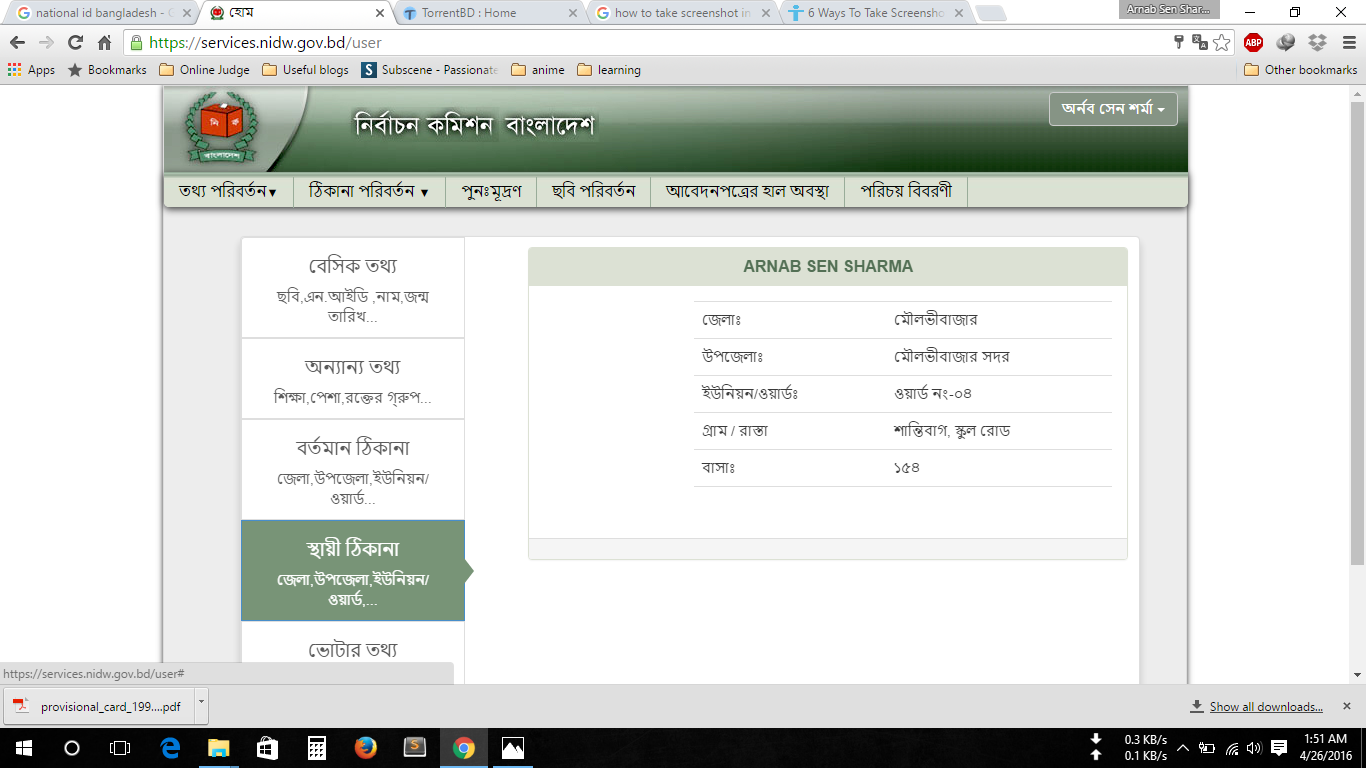 national id bangladesh - G
হোম
TorrentBD : Home
how to take screenshot in
6 Ways To Take Screensho
Arnab Sen Shar...
https://services.nidw.gov.bd/user
ABP
Apps
Bookmarks
Online Judge
Useful blogs
Subscene - Passionate
anime
learning
Other bookmarks
নির্বাচন কমিশন বাংলাদেশ
নি ক
বাংলাদেশ
অর্নব সেন শর্মা
তথ্য পরিবর্তন
ঠিকানা পরিবর্তন
পুনঃমূদ্রণ
ছবি পরিবর্তন
আবেদনপত্রের হাল অবস্থা
পরিচয় বিবরণী
বেসিক তথ্য
ছবি,এন.আইডি ,নাম,জন্ম
তারিখ...
অন্যান্য তথ্য
শিক্ষা,পেশা,রক্তের গ্রুপ...
বর্তমান ঠিকানা
জেলা,উপজেলা,ইউনিয়ন/
ওয়ার্ড...
স্থায়ী ঠিকানা
জেলা,উপজেলা,ইউনিয়ন/
ওয়ার্ড,...
ভোটার তথ্য
ARNAB SEN SHARMA
জেলাঃ মৌলভীবাজার
উপজেলাঃ মৌলভীবাজার সদর
ইউনিয়ন/ওয়ার্ডঃ ওয়ার্ড নং-০৪
গ্রাম / রাস্তা শান্তিবাগ, স্কুল রোড
বাসাঃ ১৫৪
https://services.nidw.gov.bd/user#
provisional_card_199....pdf
Show all downloads...
0.3 KB/s
0.1 KB/s
1:51 AM
4/26/2016